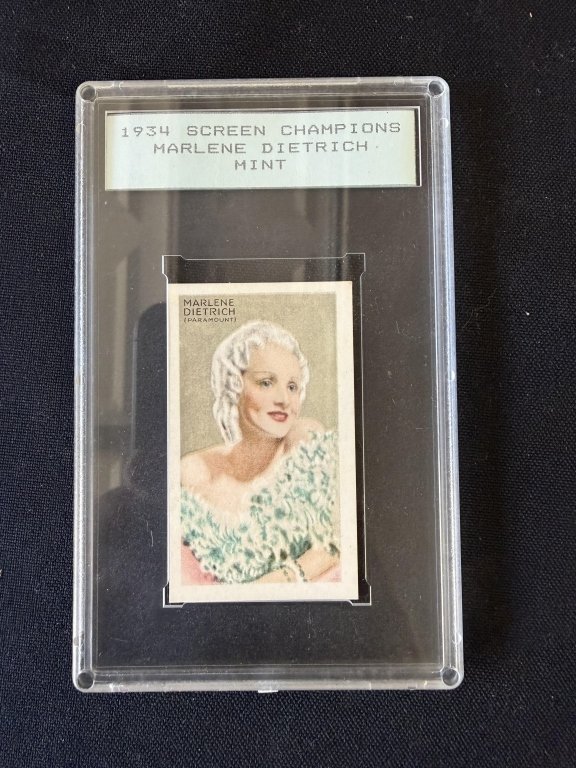 1934 SCREEN CHAMPIONS
MARLENE DIETRICH
MINT
MARLENE
DIETRICH
(PARAMOUNT)